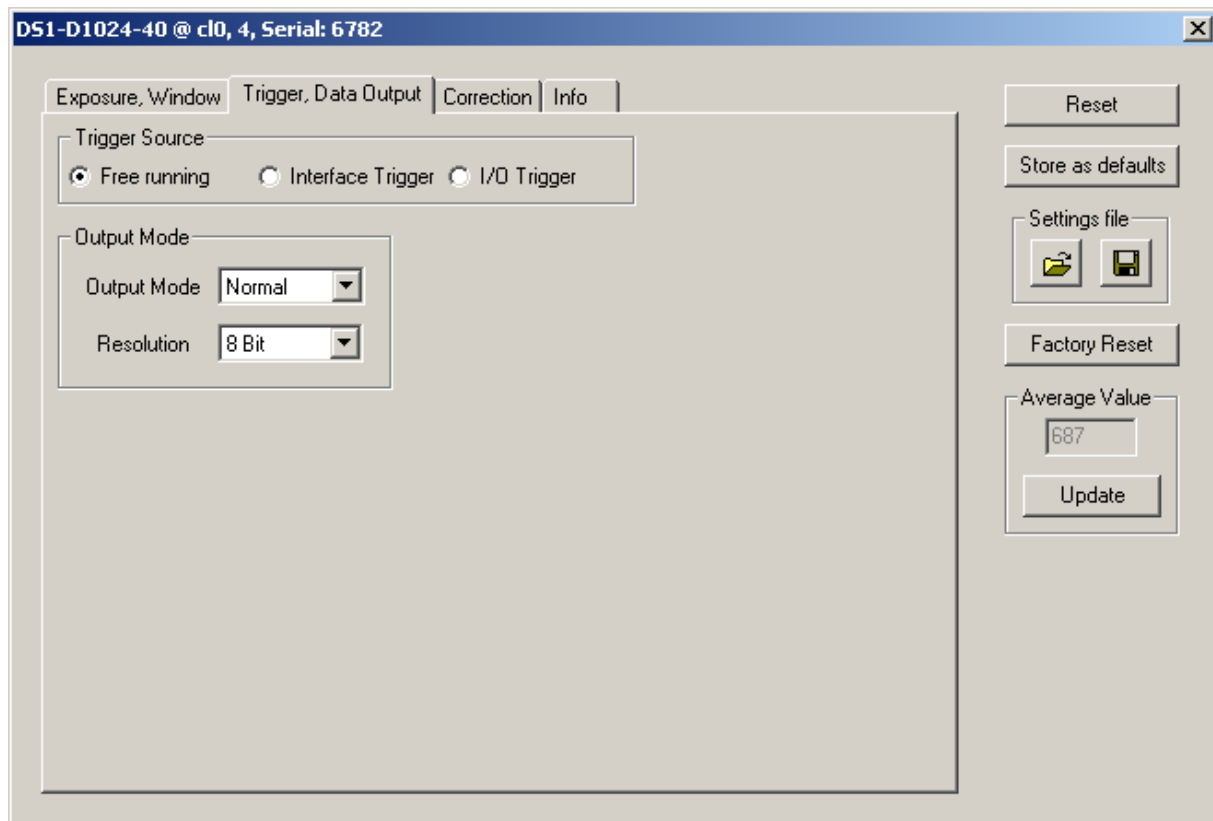 DS1-D1024-40 @ cl0, 4, Serial: 6782
Exposure, Window
Trigger, Data Output
Correction
Info
Trigger Source
Free running
Interface Trigger
I/O Trigger
Output Mode
Output Mode
Normal
Resolution
8 Bit
Reset
Store as defaults
Settings file
Factory Reset
Average Value
687
Update